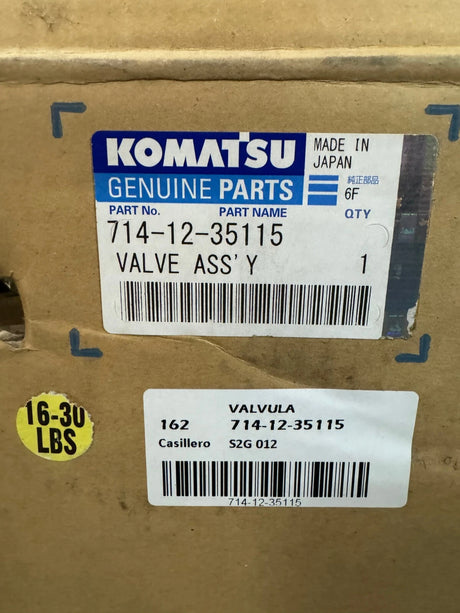 KOMATSU
GENUINE PARTS
MADE IN
JAPAN
純正部品
6F
PART No. PART NAME QTY
714-12-35115
VALVE ASS'Y 1
16-30
LBS
VALVULA
162 714-12-35115
Casillero S2G 012
714-12-35115